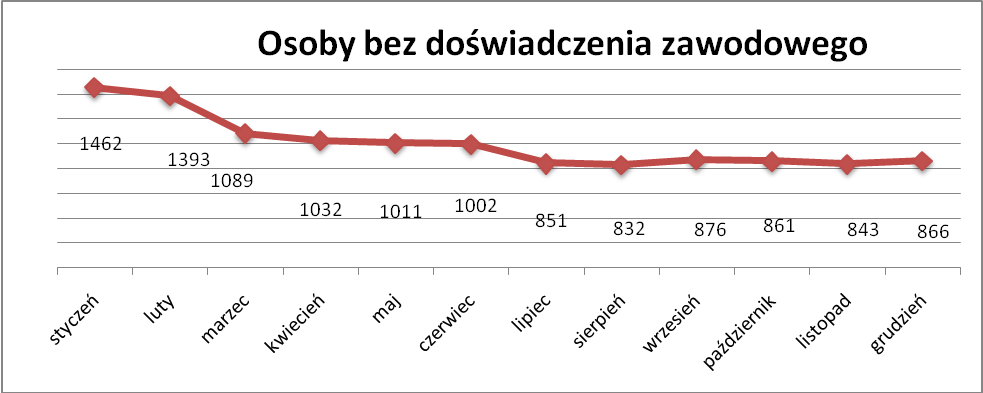 Osoby bez doświadczenia zawodowego
1462
1393
1089
1032
1011
1002
851
832
876
861
843
866
styczeń
luty
marzec
kwiecień
maj
czerwiec
lipiec
sierpień
wrzesień
październik
listopad
grudzień